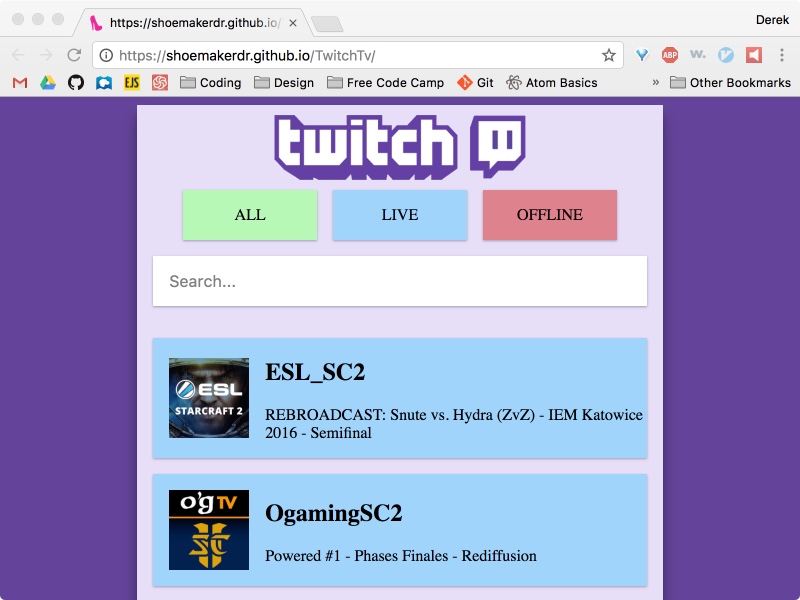 https://shoemakerdr.github.io/
Derek
https://shoemakerdr.github.io/TwitchTv/
ABP
w.
EJS
Coding
Design
Free Code Camp
Git
Atom Basics
»
Other Bookmarks
twitch
ALL
LIVE
OFFLINE
Search...
ESL
STARCRAFT 2
ESL_SC2
REBROADCAST: Snute vs. Hydra (ZvZ) - IEM Katowice
2016 - Semifinal
O'G TV
SC
OgamingSC2
Powered #1 - Phases Finales - Rediffusion